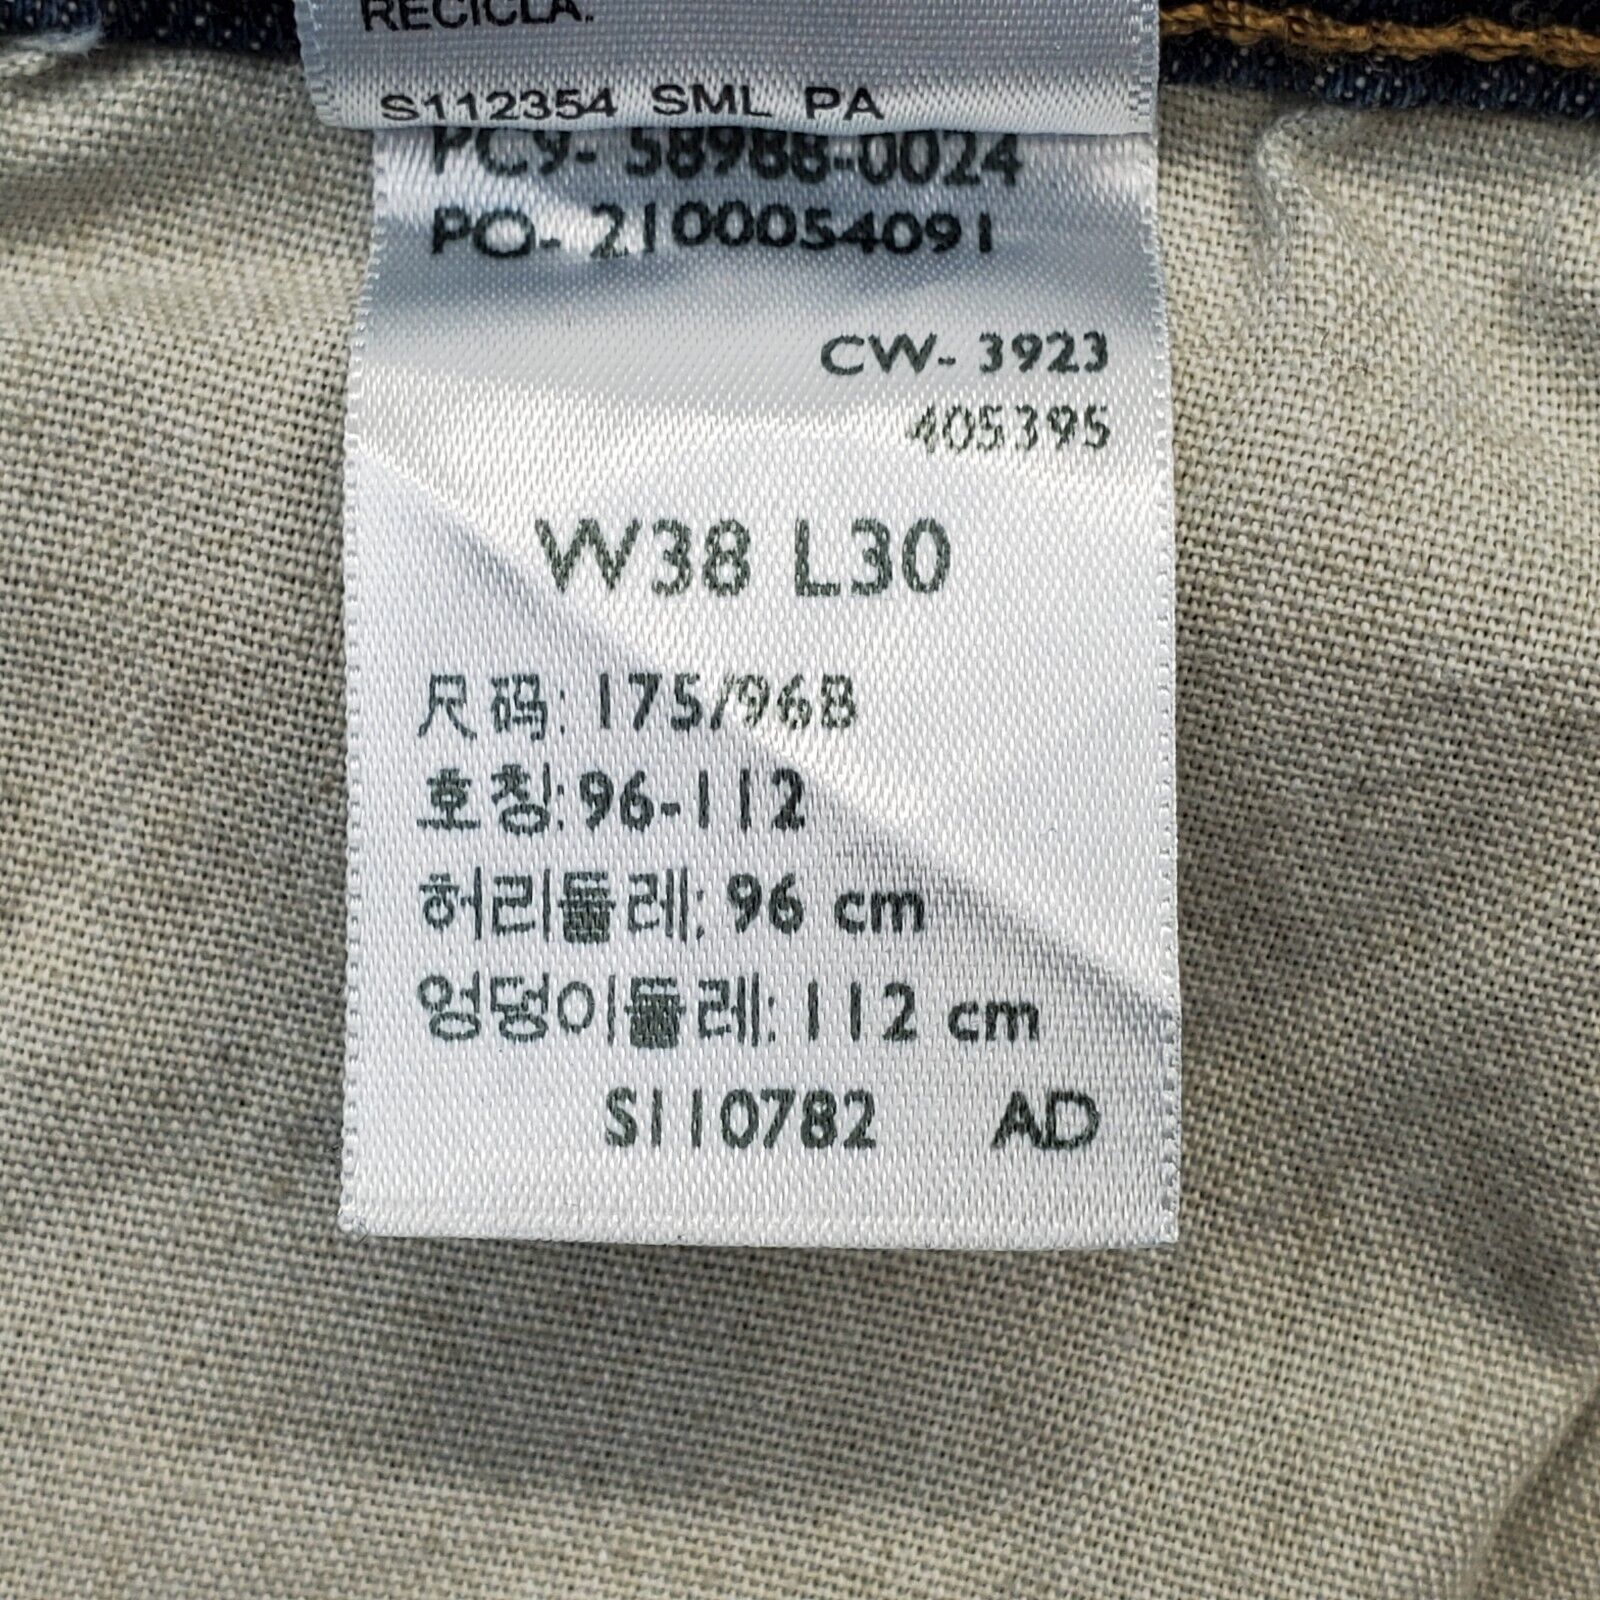 RECICLA.
S112354 SML PA
PC9- 58988-0024
PO- 2100054091
CW- 3923
405395
W38 L30
尺码: 175/96B
호칭: 96-112
허리둘레: 96 cm
엉덩이둘레: 112 cm
S110782 AD